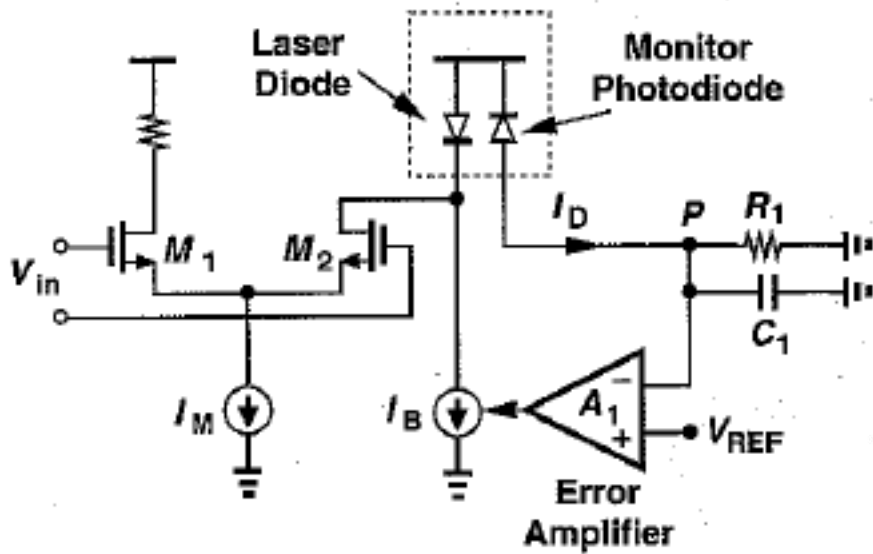 Laser
Diode
Monitor
Photodiode
I_D
P
R_1
V_in
M_1
M_2
C_1
I_M
I_B
A_1
−
+
V_REF
Error
Amplifier